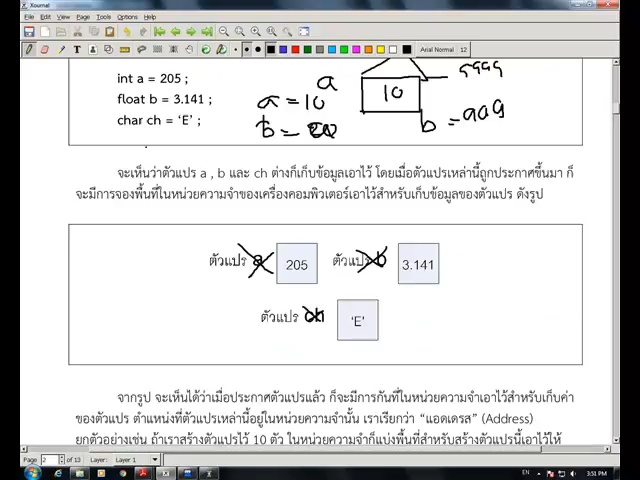 Xournal
File Edit View Page Tools Options Help
Arial Normal 12
int a = 205 ;
float b = 3.141 ;
char ch = 'E' ;
a
a = 10
b =
10
9999
b = 999
จะเห็นว่าตัวแปร a , b และ ch ต่างก็เก็บข้อมูลเอาไว้ โดยเมื่อตัวแปรเหล่านี้ถูกประกาศขึ้นมา ก็
จะมีการจองพื้นที่ในหน่วยความจำของเครื่องคอมพิวเตอร์เอาไว้สำหรับเก็บข้อมูลของตัวแปร ดังรูป
ตัวแปร a 205 ตัวแปร b 3.141
ตัวแปร ch 'E'
จากรูป จะเห็นได้ว่าเมื่อประกาศตัวแปรแล้ว ก็จะมีการกันที่ในหน่วยความจำเอาไว้สำหรับเก็บค่า
ของตัวแปร ตำแหน่งที่ตัวแปรเหล่านี้อยู่ในหน่วยความจำนั้น เราเรียกว่า "แอดเดรส" (Address)
ยกตัวอย่างเช่น ถ้าเราสร้างตัวแปรไว้ 10 ตัว ในหน่วยความจำก็แบ่งพื้นที่สำหรับสร้างตัวแปรนี้เอาไว้ให้
Page 2 of 13 Layer: Layer 1
EN 3:51 PM